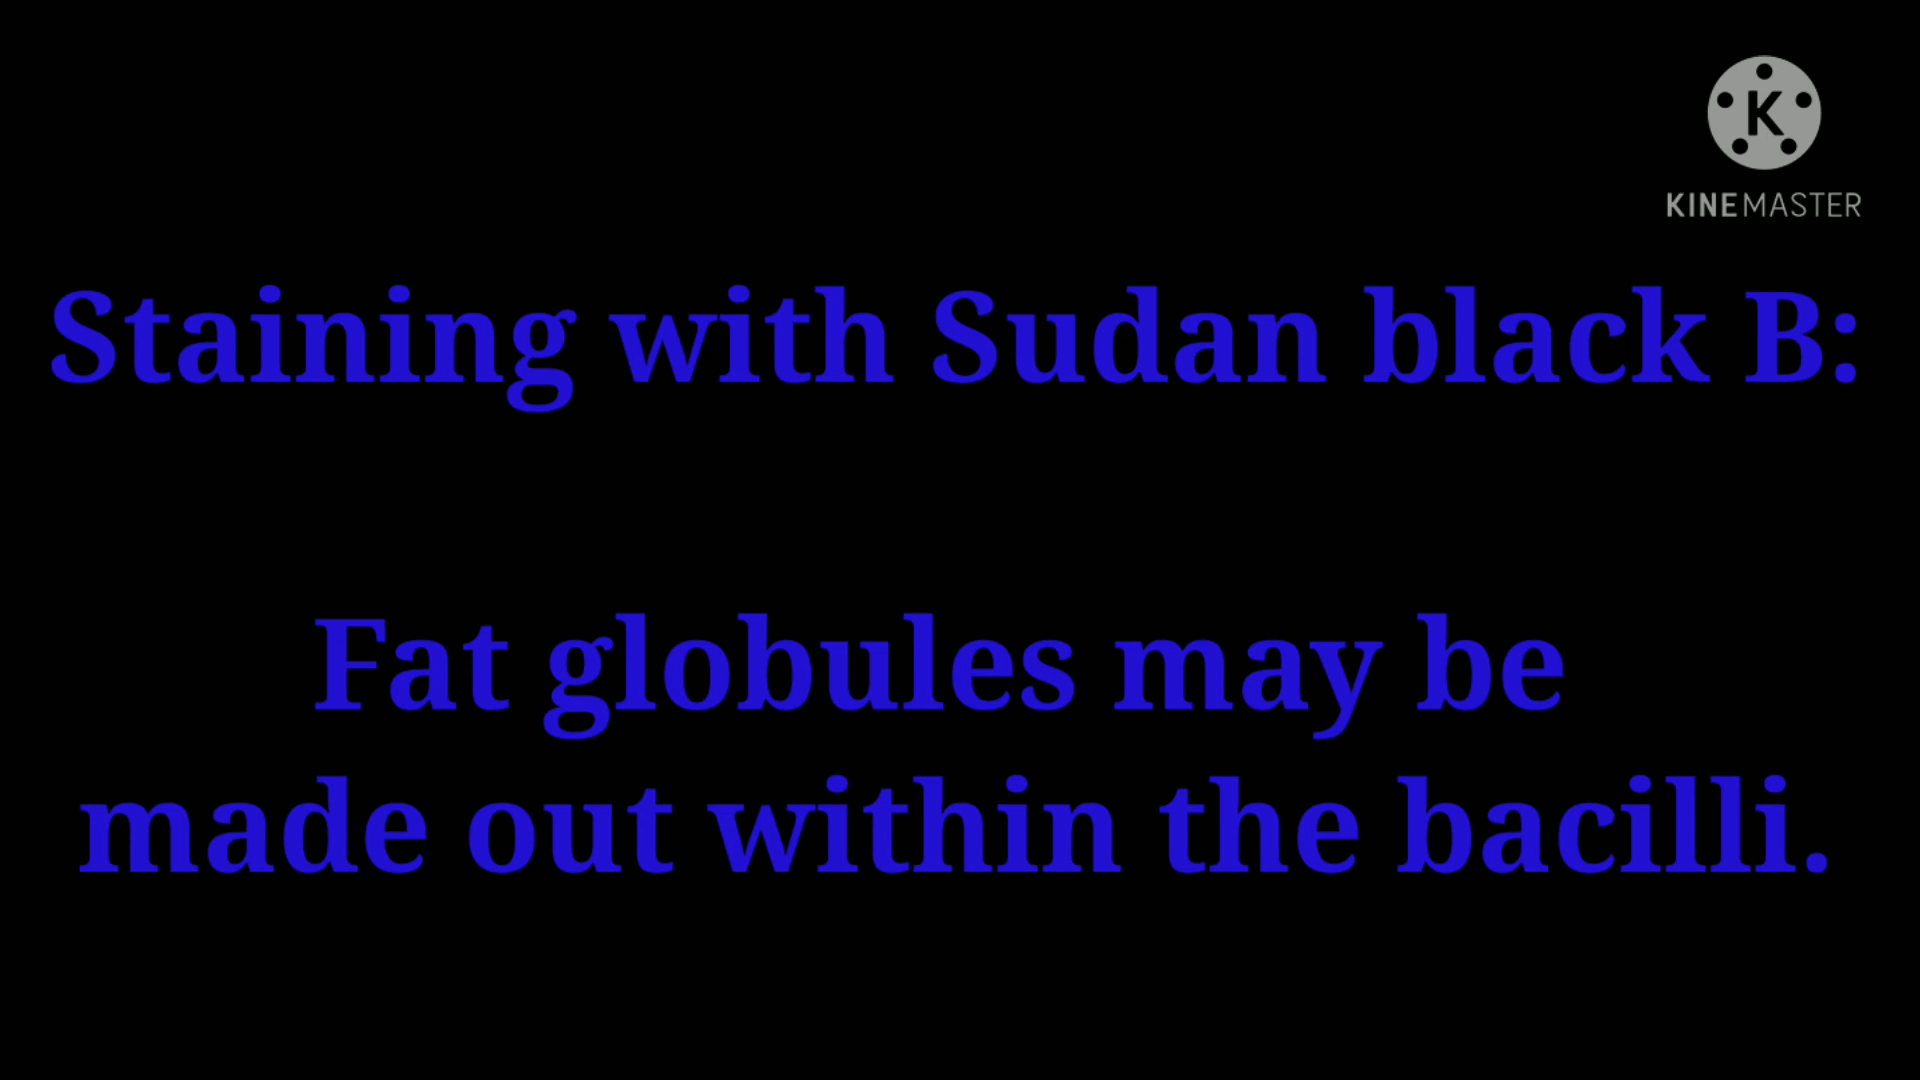 K
KINEMASTER
Staining with Sudan black B:
Fat globules may be
made out within the bacilli.